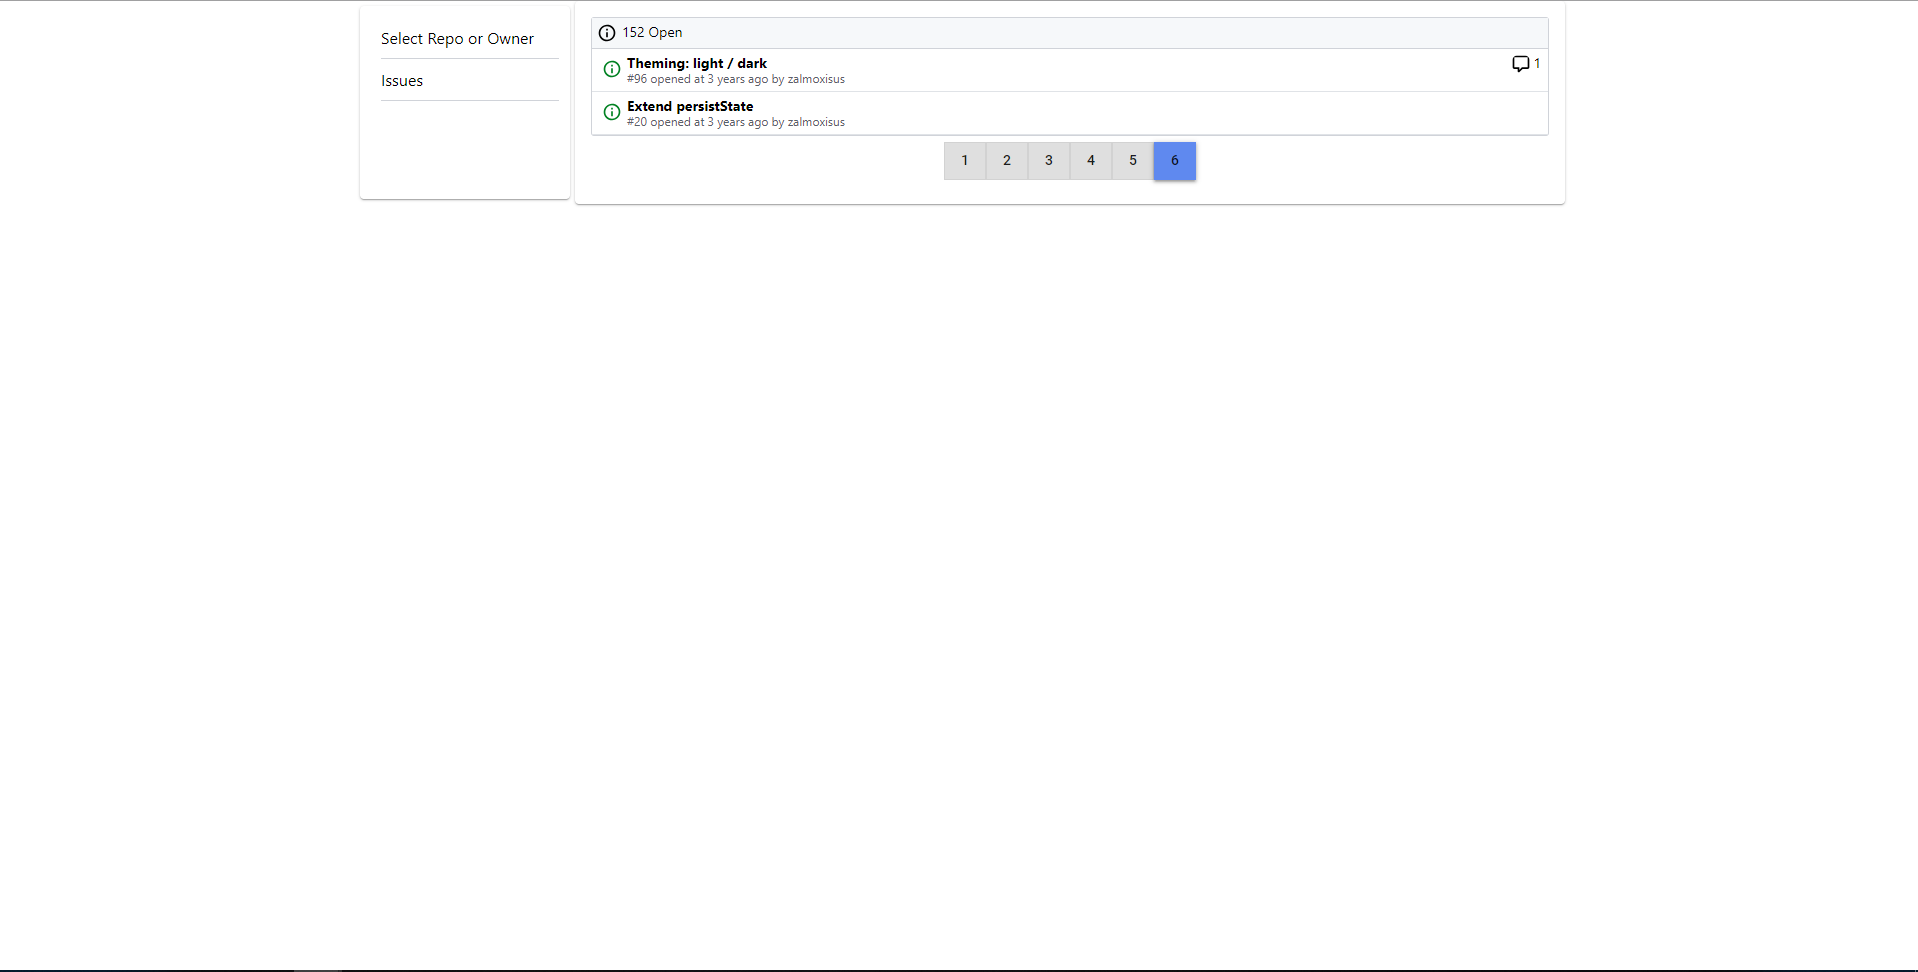 Select Repo or Owner
Issues
152 Open
Theming: light / dark
1
#96 opened at 3 years ago by zalmoxisus
Extend persistState
#20 opened at 3 years ago by zalmoxisus
1 2 3 4 5 6